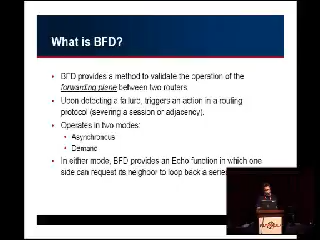 What is BFD?
BFD provides a method to validate the operation of the
forwarding plane between two routers
Upon detecting a failure, triggers an action in a routing
protocol (severing a session or adjacency).
Operates in two modes:
Asynchronous
Demand
In either mode, BFD provides an Echo function in which one
side can request its neighbor to loop back a serie